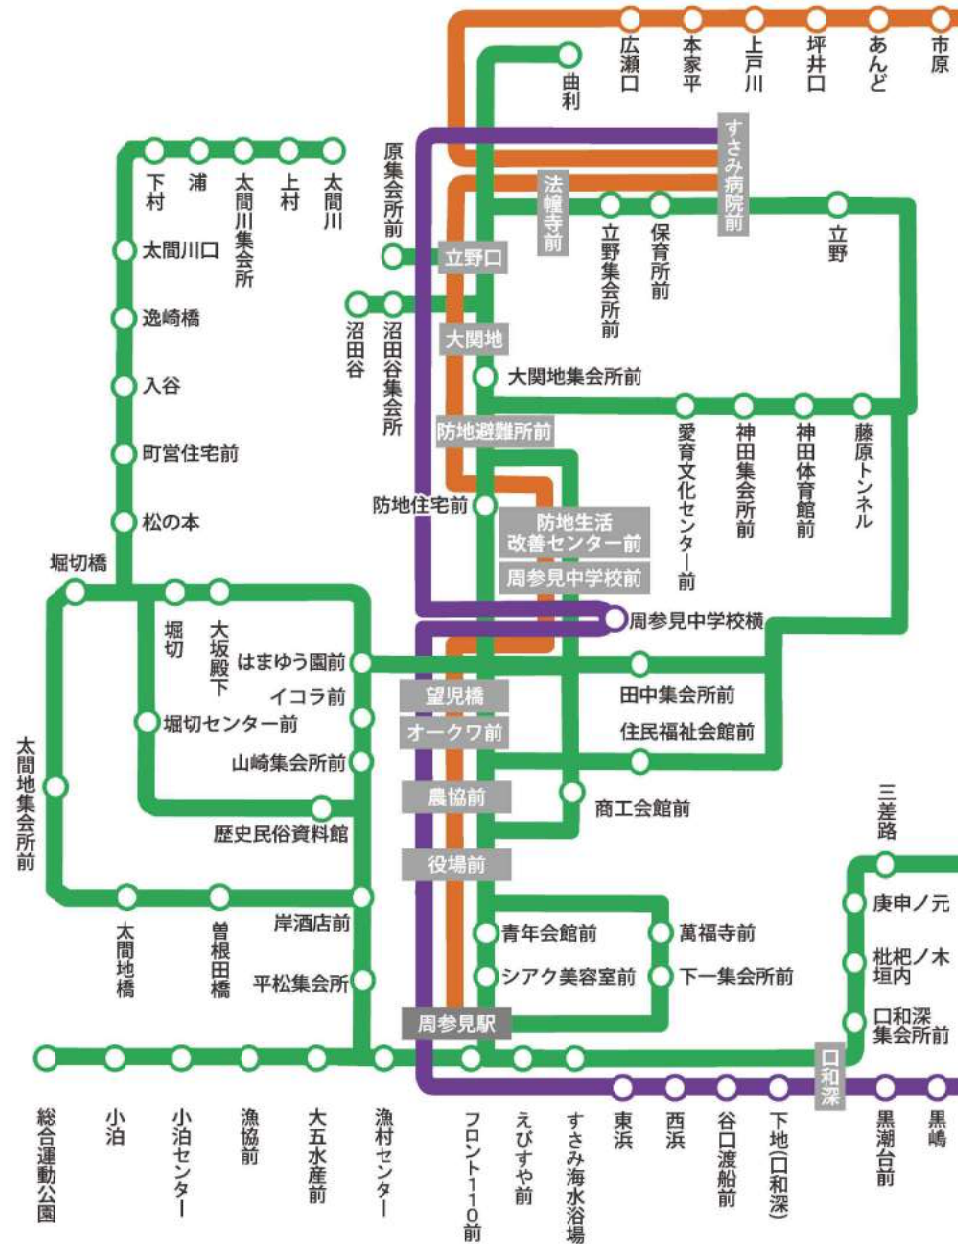 広瀬口
本家平
上戸川
坪井口
あんど
市原
曲利
すさみ病院前
原集会所前
法幢寺前
下村
浦
太間川集会所
上村
太間川
立野集会所前
保育所前
立野
太間川口
立野口
逸崎橋
沼田谷
沼田谷集会所
大関地
大関地集会所前
入谷
防地避難所前
愛育文化センター前
神田集会所前
神田体育館前
藤原トンネル
町営住宅前
防地住宅前
松の本
防地生活
改善センター前
周参見中学校前
堀切橋
堀切
大坂殿下
周参見中学校横
はまゆう園前
田中集会所前
イコラ前
望児橋
堀切センター前
オークワ前
住民福祉会館前
太間地集会所前
山崎集会所前
農協前
商工会館前
三差路
歴史民俗資料館
役場前
庚申ノ元
太間地橋
曽根田橋
岸酒店前
青年会館前
萬福寺前
枇杷ノ木
垣内
平松集会所
シアク美容室前
下一集会所前
周参見駅
口和深
集会所前
口和深
総合運動公園
小泊
小泊センター
漁協前
大五水産前
漁村センター
フロント110前
えびすや前
すさみ海水浴場
東浜
西浜
谷口渡船前
下地(口和深)
黒潮台前
黒嶋